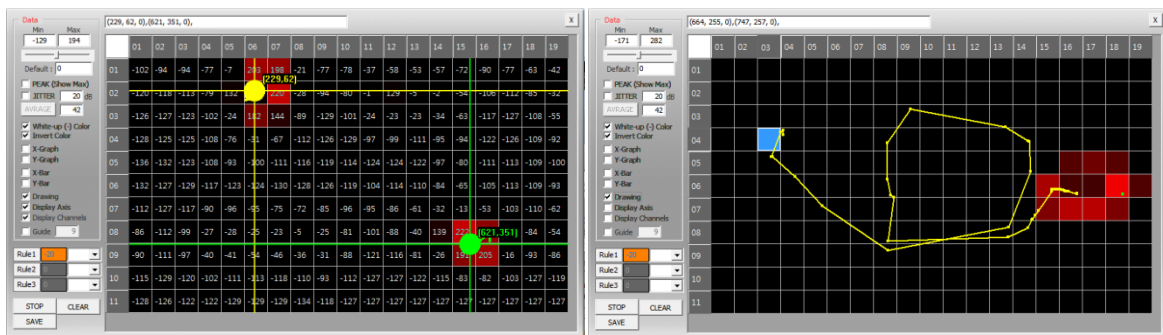 Data
Min Max
-129 194
Default : 0
PEAK (Show Max)
JITTER 20 dB
AVRAGE 42
White-up (-) Color
Invert Color
X-Graph
Y-Graph
X-Bar
Y-Bar
Drawing
Display Axis
Display Channels
Guide 9
Rule1 -20
Rule2 0
Rule3 0
STOP CLEAR
SAVE
(229, 62, 0),(621, 351, 0), X
01 02 03 04 05 06 07 08 09 10 11 12 13 14 15 16 17 18 19
01 -102 -94 -94 -77 -7 203 198 -21 -77 -78 -37 -58 -53 -57 -72 -90 -77 -63 -42
(229,62)
02 -120 -118 -113 -79 132 220 -28 -94 -80 -1 129 -5 -2 -54 -106 -112 -85 -32
03 -126 -127 -123 -102 -24 182 144 -89 -129 -101 -24 -23 -23 -34 -63 -117 -127 -108 -55
04 -128 -125 -125 -108 -76 -31 -67 -112 -126 -97 -99 -111 -95 -94 -122 -126 -92
05 -136 -132 -123 -108 -93 -100 -111 -116 -119 -114 -124 -124 -122 -97 -80 -111 -113 -109 -100
06 -132 -127 -129 -117 -123 -124 -130 -128 -126 -119 -104 -114 -110 -84 -65 -105 -113 -109 -93
07 -112 -127 -117 -90 -96 -95 -75 -72 -85 -96 -95 -86 -61 -32 -13 -53 -103 -110 -62
08 -86 -112 -99 -27 -28 -25 -23 -5 -25 -81 -101 -88 -40 139 222 -84 -54
(621,351)
09 -90 -111 -97 -40 -41 -54 -46 -36 -31 -88 -121 -116 -81 -26 191 205 -16 -93 -86
10 -115 -129 -120 -102 -111 -113 -118 -110 -93 -112 -127 -127 -122 -115 -83 -82 -103 -127 -119
11 -128 -126 -122 -129 -129 -129 -134 -118 -127 -127 -127 -127 -127 -127 -127 -127 -127 -127
Data
Min Max
-171 282
Default : 0
PEAK (Show Max)
JITTER 20 dB
AVRAGE 42
White-up (-) Color
Invert Color
X-Graph
Y-Graph
X-Bar
Y-Bar
Drawing
Display Axis
Display Channels
Guide 9
Rule1 -20
Rule2 0
Rule3 0
STOP CLEAR
SAVE
(664, 255, 0),(747, 257, 0), X
01 02 03 04 05 06 07 08 09 10 11 12 13 14 15 16 17 18 19
01
02
03
04
05
06
07
08
09
10
11